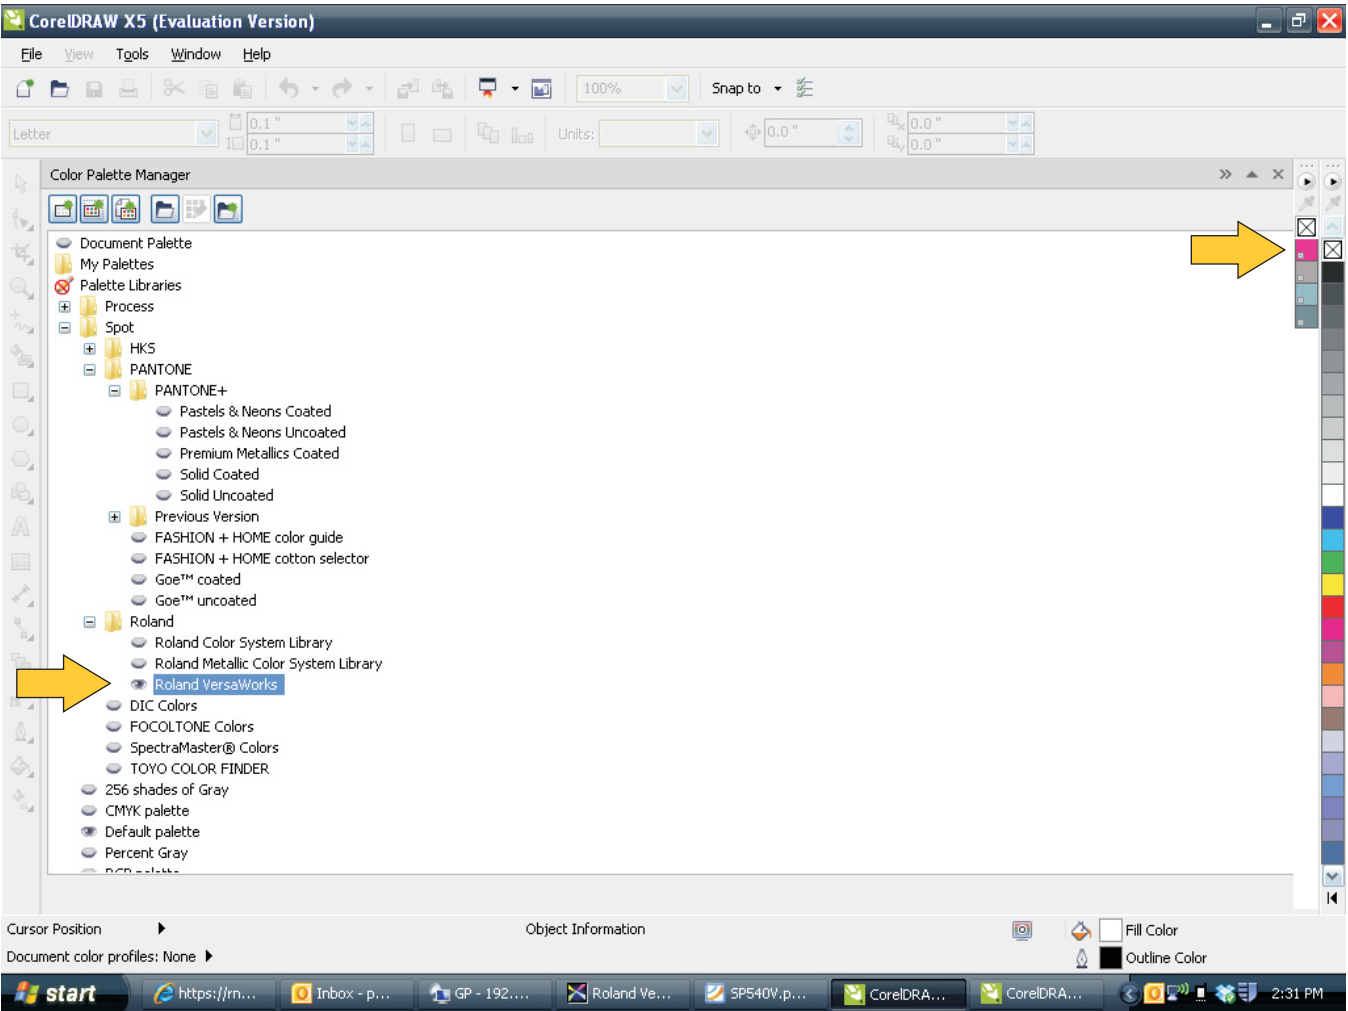 CorelDRAW X5 (Evaluation Version)
File View Tools Window Help
100% Snap to
Letter 0.1 " 0.1 " Units: 0.0 " 0.0 " 0.0 "
Color Palette Manager
Document Palette
My Palettes
Palette Libraries
Process
Spot
HKS
PANTONE
PANTONE+
Pastels & Neons Coated
Pastels & Neons Uncoated
Premium Metallics Coated
Solid Coated
Solid Uncoated
Previous Version
FASHION + HOME color guide
FASHION + HOME cotton selector
Goe™ coated
Goe™ uncoated
Roland
Roland Color System Library
Roland Metallic Color System Library
Roland VersaWorks
DIC Colors
FOCOLTONE Colors
SpectraMaster® Colors
TOYO COLOR FINDER
256 shades of Gray
CMYK palette
Default palette
Percent Gray
Cursor Position Object Information Fill Color
Document color profiles: None Outline Color
start https://rn... Inbox - p... GP - 192.... Roland Ve... SP540V.p... CorelDRA... CorelDRA... 2:31 PM